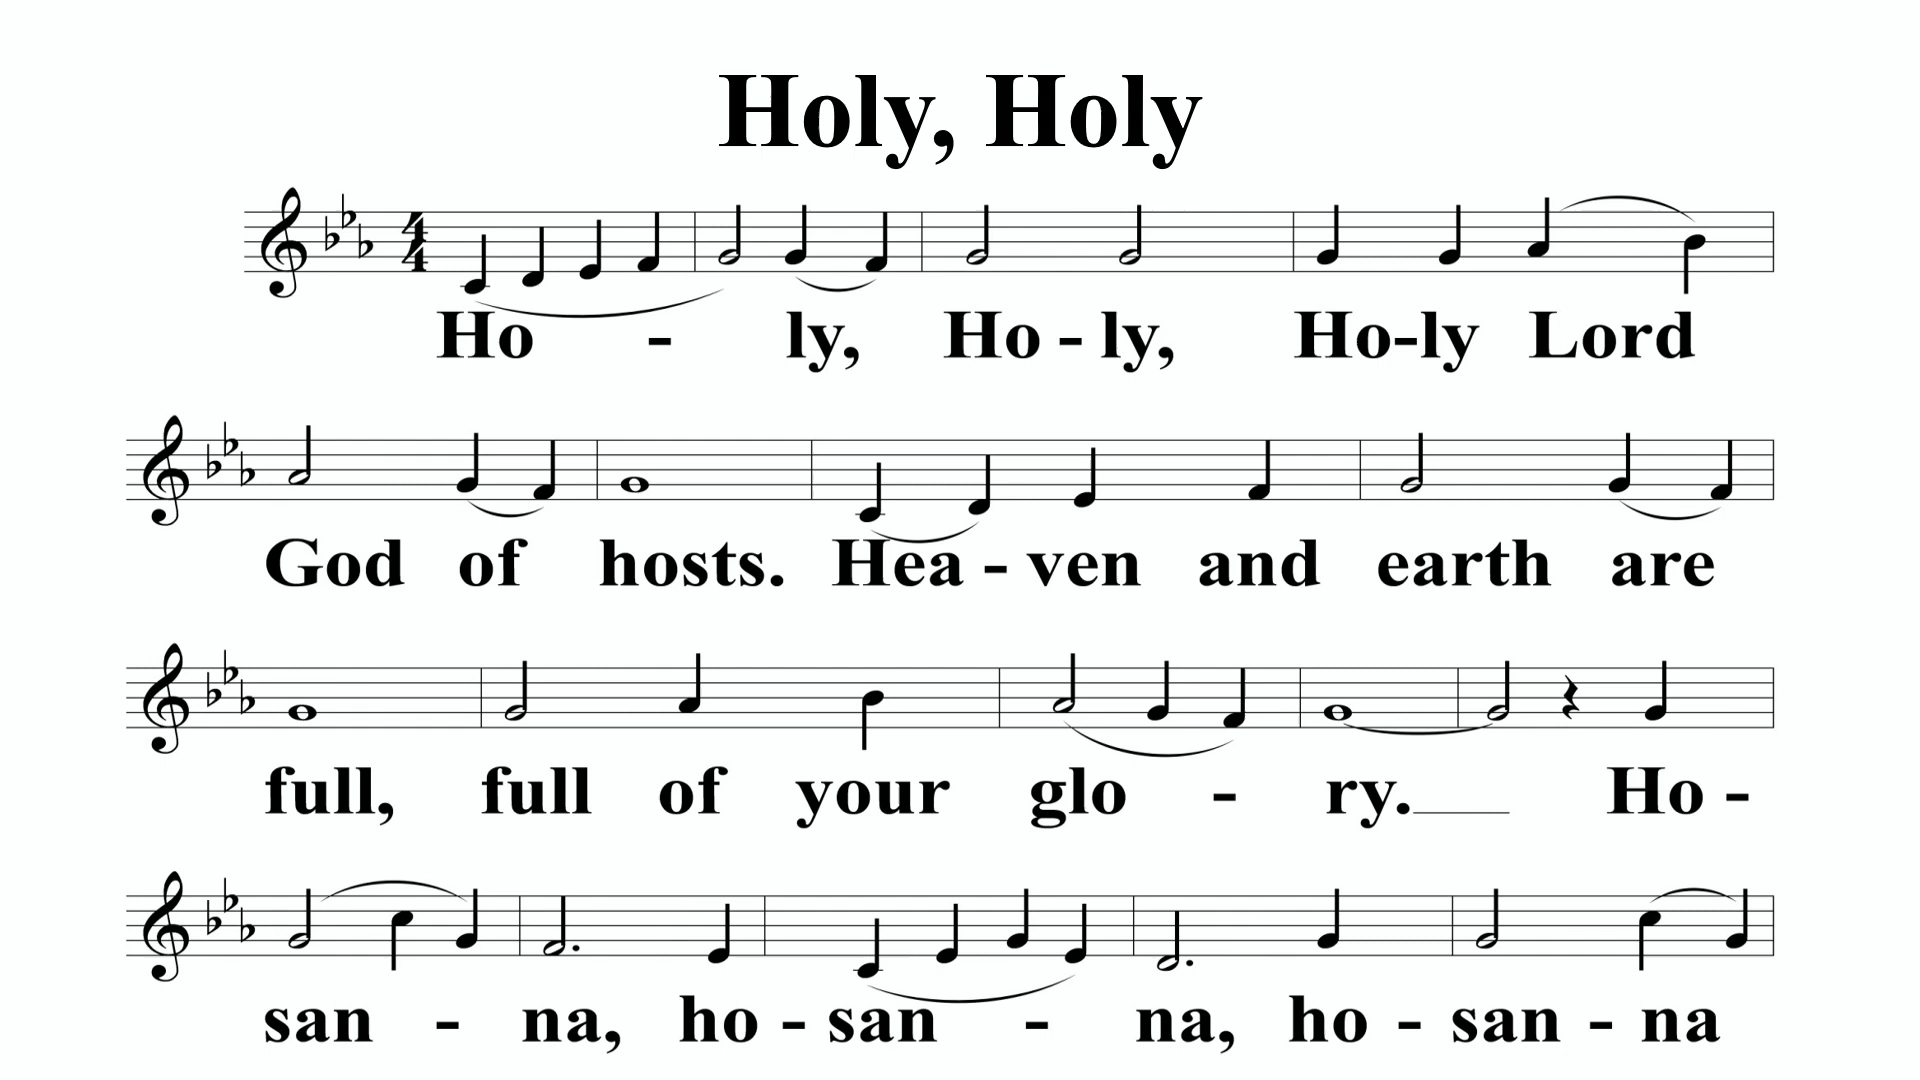 Holy, Holy
Ho - ly, Ho - ly, Ho-ly Lord
God of hosts. Hea - ven and earth are
full, full of your glo - ry. Ho -
san - na, ho - san - na, ho - san - na